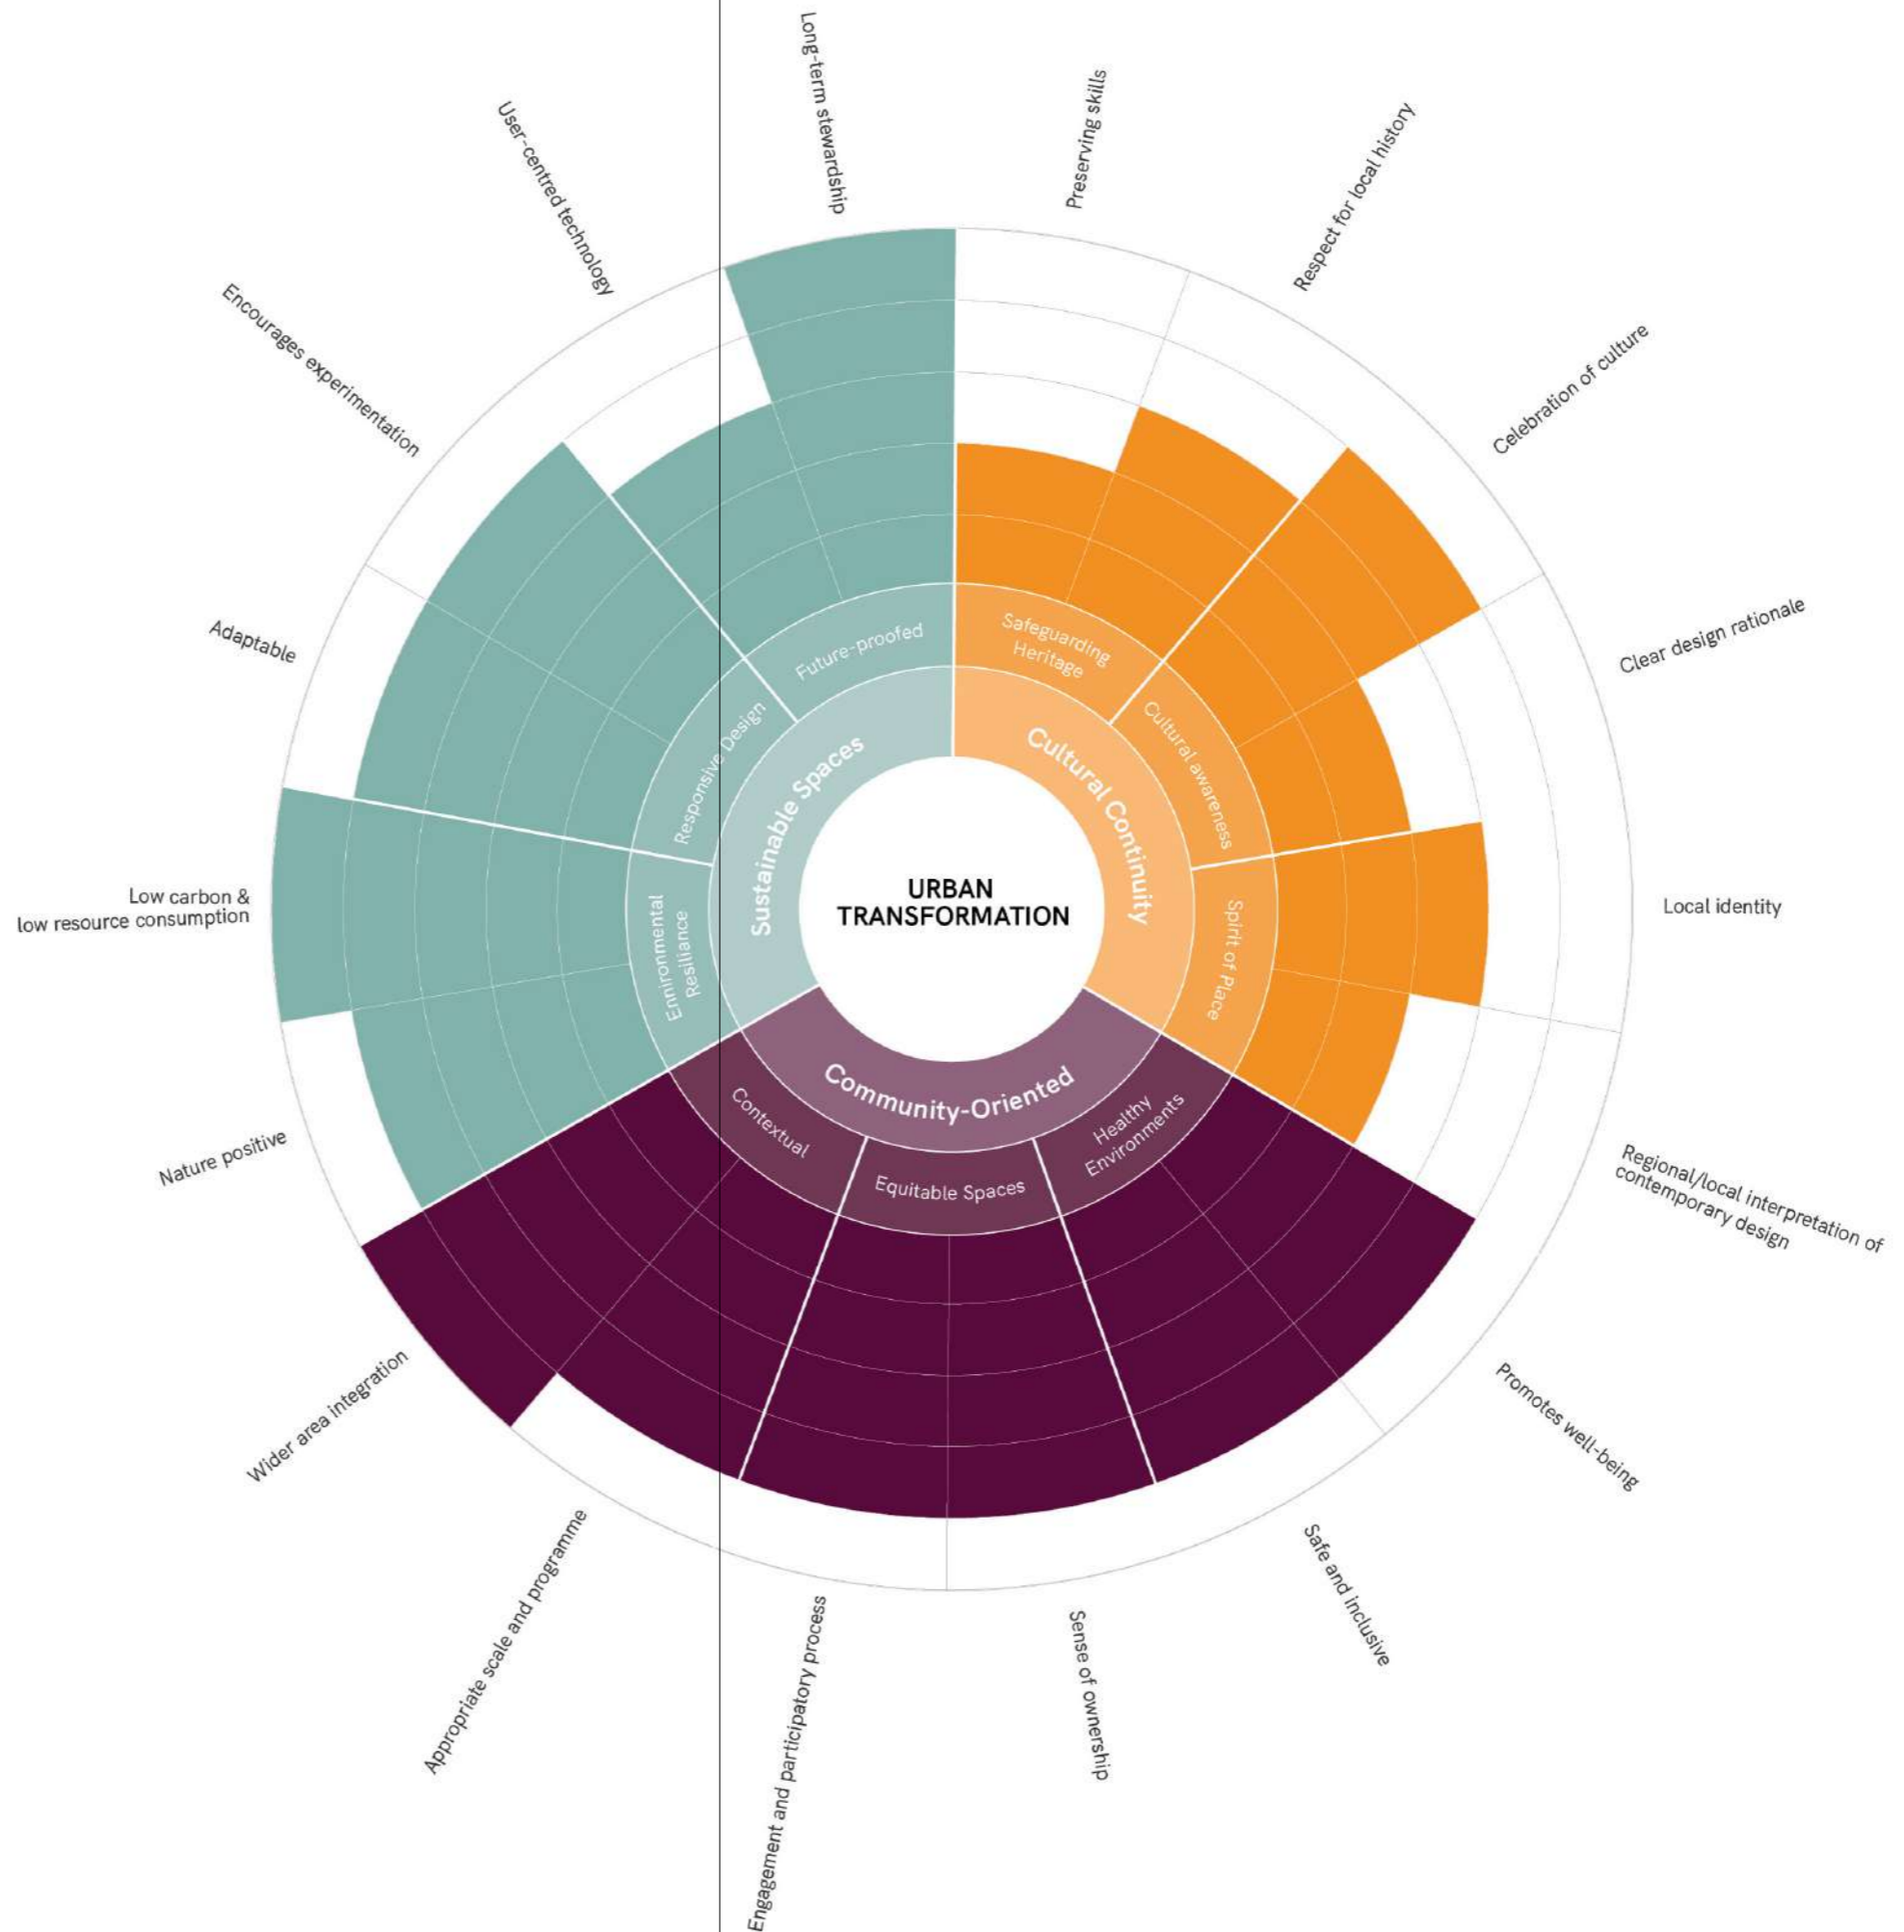 URBAN
TRANSFORMATION
Cultural Continuity
Community-Oriented
Sustainable Spaces
Safeguarding
Heritage
Cultural awareness
Spirit of Place
Healthy
Environments
Equitable Spaces
Contextual
Ennironmental
Resiliance
Responsive Design
Future-proofed
Preserving skills
Respect for local history
Celebration of culture
Clear design rationale
Local identity
Regional/local interpretation of
contemporary design
Promotes well-being
Safe and inclusive
Sense of ownership
Engagement and participatory process
Appropriate scale and programme
Wider area integration
Nature positive
Low carbon &
low resource consumption
Adaptable
Encourages experimentation
User-centred technology
Long-term stewardship